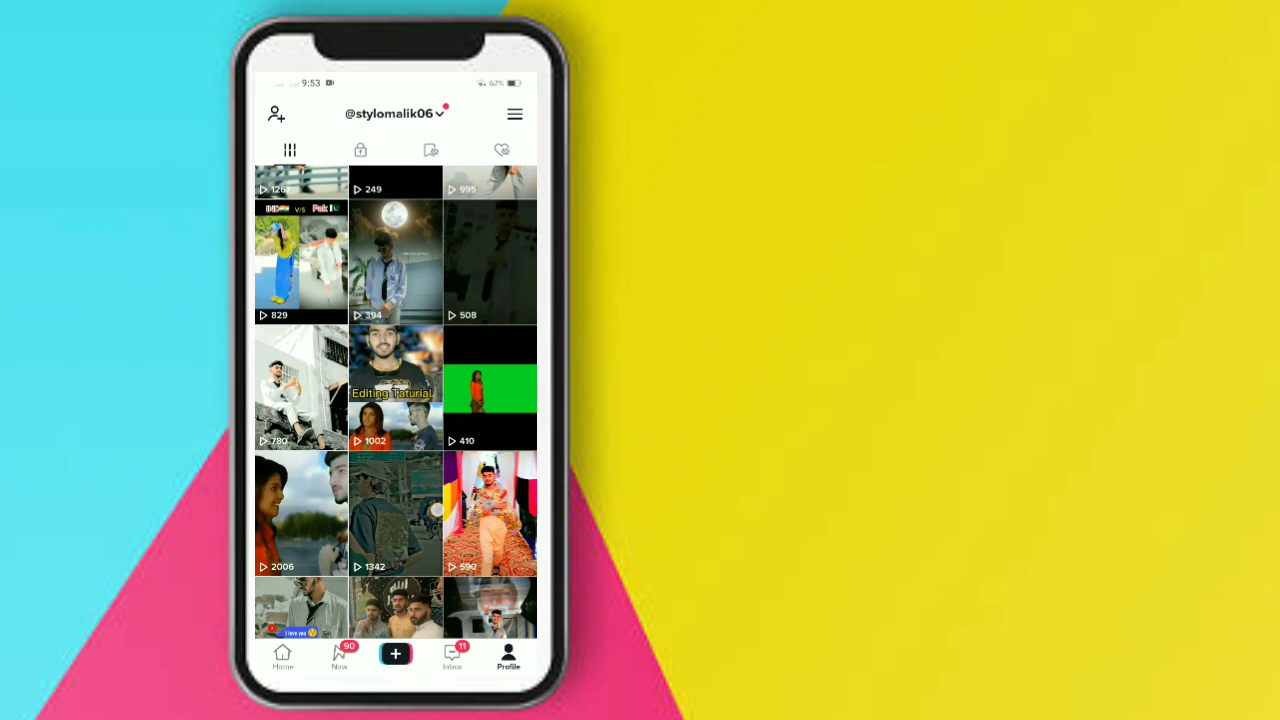 9:53
62%
@stylomalik06
1267
249
995
IND V/S Pak
829
394
508
780
Editing Taturial
1002
410
2006
1342
590
I love you
90
11
Home
Now
Inbox
Profile